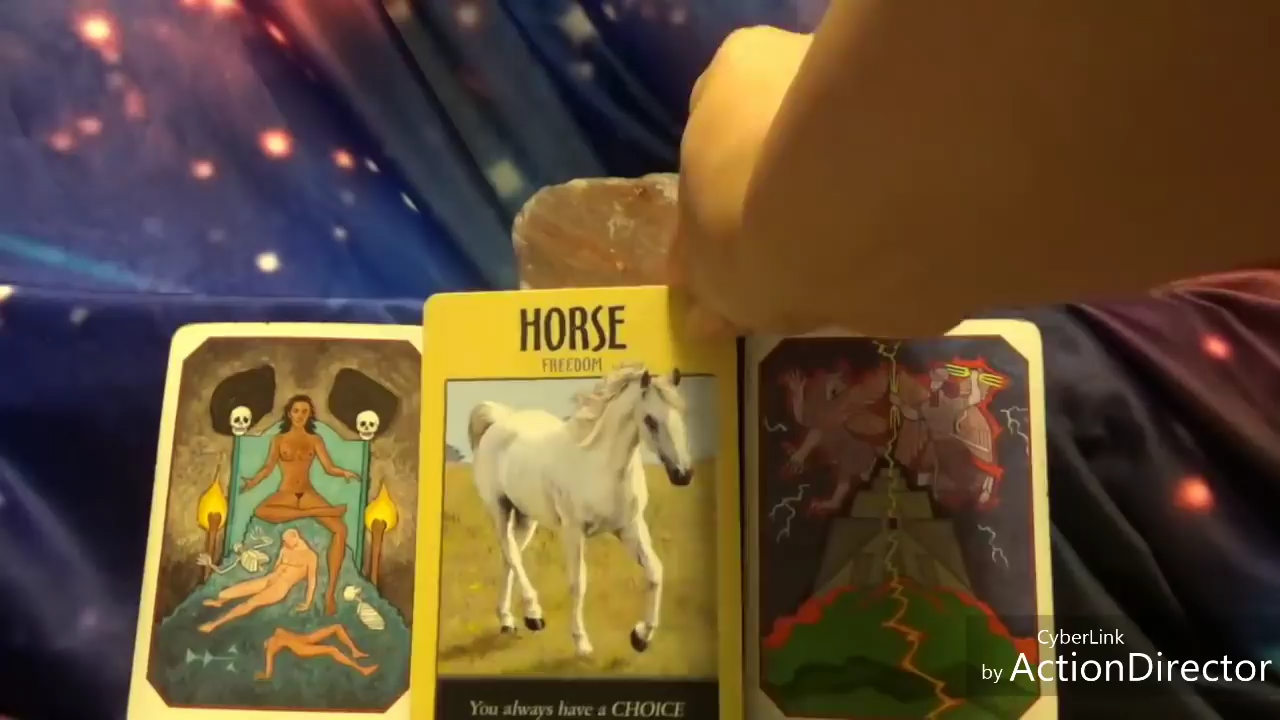 HORSE
FREEDOM
You always have a CHOICE
CyberLink
by ActionDirector